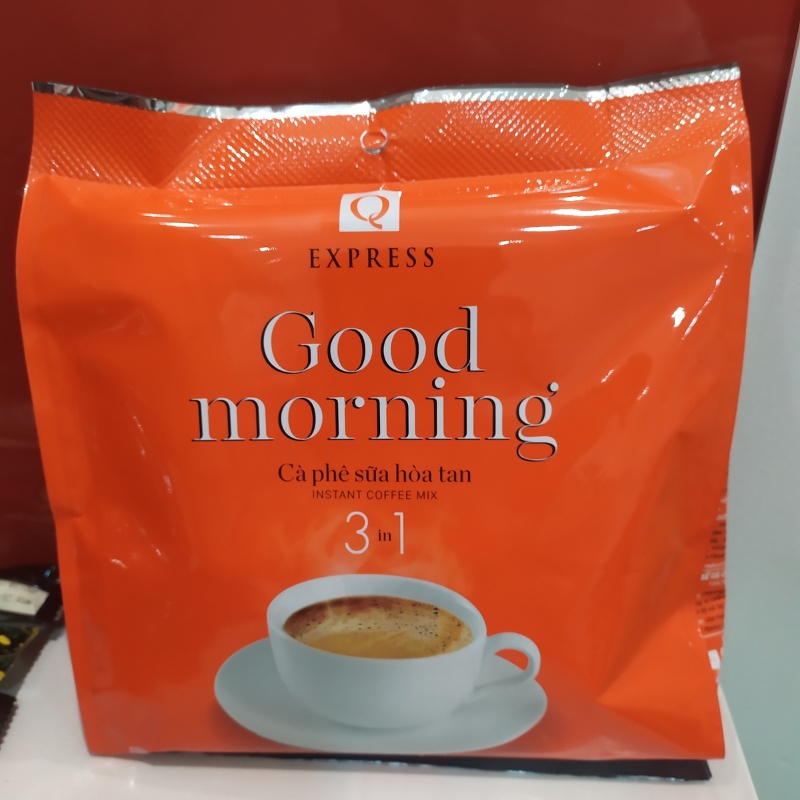 Q
EXPRESS
Good
morning
Cà phê sữa hòa tan
INSTANT COFFEE MIX
3 in 1